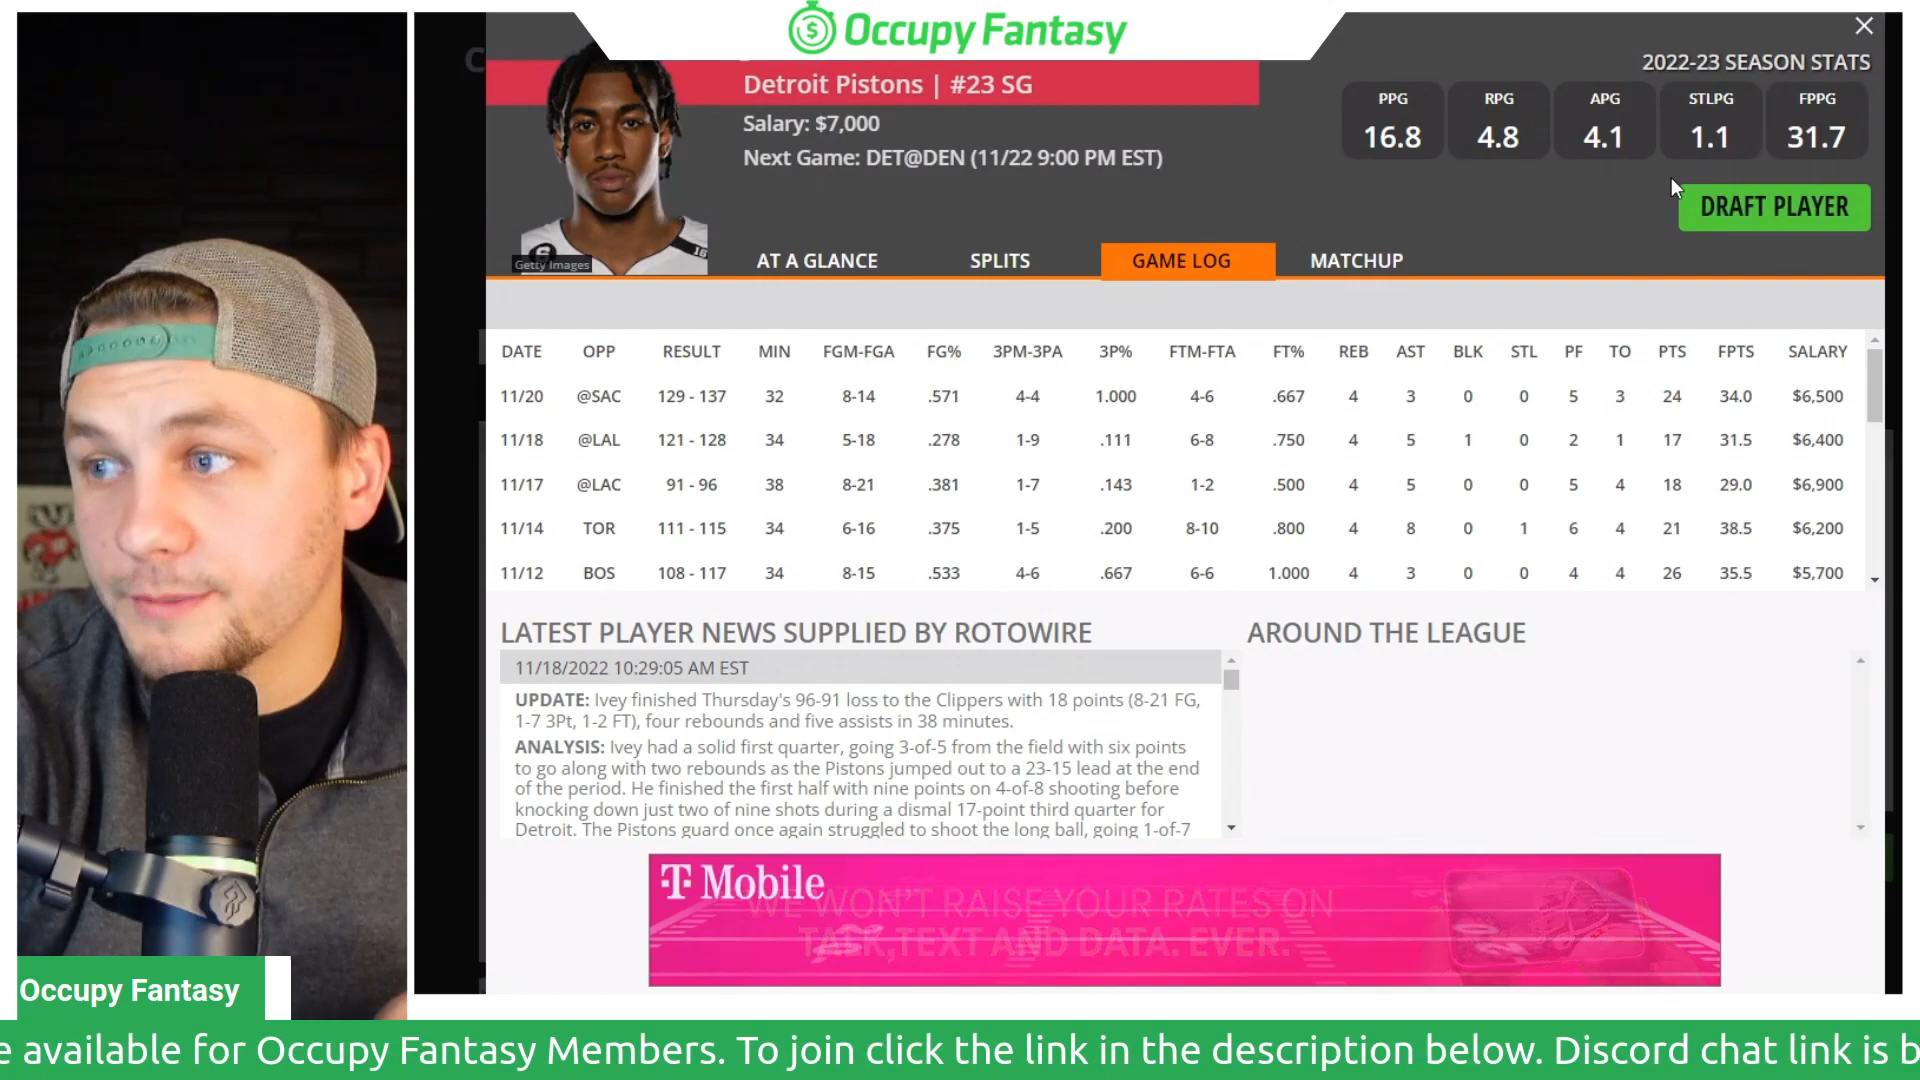 Occupy Fantasy
2022-23 SEASON STATS
Detroit Pistons | #23 SG
Salary: $7,000
Next Game: DET@DEN (11/22 9:00 PM EST)
PPG RPG APG STLPG FPPG
16.8 4.8 4.1 1.1 31.7
DRAFT PLAYER
Getty Images
AT A GLANCE SPLITS GAME LOG MATCHUP
DATE OPP RESULT MIN FGM-FGA FG% 3PM-3PA 3P% FTM-FTA FT% REB AST BLK STL PF TO PTS FPTS SALARY
11/20 @SAC 129 - 137 32 8-14 .571 4-4 1.000 4-6 .667 4 3 0 0 5 3 24 34.0 $6,500
11/18 @LAL 121 - 128 34 5-18 .278 1-9 .111 6-8 .750 4 5 1 0 2 1 17 31.5 $6,400
11/17 @LAC 91 - 96 38 8-21 .381 1-7 .143 1-2 .500 4 5 0 0 5 4 18 29.0 $6,900
11/14 TOR 111 - 115 34 6-16 .375 1-5 .200 8-10 .800 4 8 0 1 6 4 21 38.5 $6,200
11/12 BOS 108 - 117 34 8-15 .533 4-6 .667 6-6 1.000 4 3 0 0 4 4 26 35.5 $5,700
LATEST PLAYER NEWS SUPPLIED BY ROTOWIRE
AROUND THE LEAGUE
11/18/2022 10:29:05 AM EST
UPDATE: Ivey finished Thursday's 96-91 loss to the Clippers with 18 points (8-21 FG,
1-7 3Pt, 1-2 FT), four rebounds and five assists in 38 minutes.
ANALYSIS: Ivey had a solid first quarter, going 3-of-5 from the field with six points
to go along with two rebounds as the Pistons jumped out to a 23-15 lead at the end
of the period. He finished the first half with nine points on 4-of-8 shooting before
knocking down just two of nine shots during a dismal 17-point third quarter for
Detroit. The Pistons guard once again struggled to shoot the long ball, going 1-of-7
T Mobile
WE WON'T RAISE YOUR RATES ON
TALK, TEXT AND DATA. EVER.
Occupy Fantasy
e available for Occupy Fantasy Members. To join click the link in the description below. Discord chat link is b